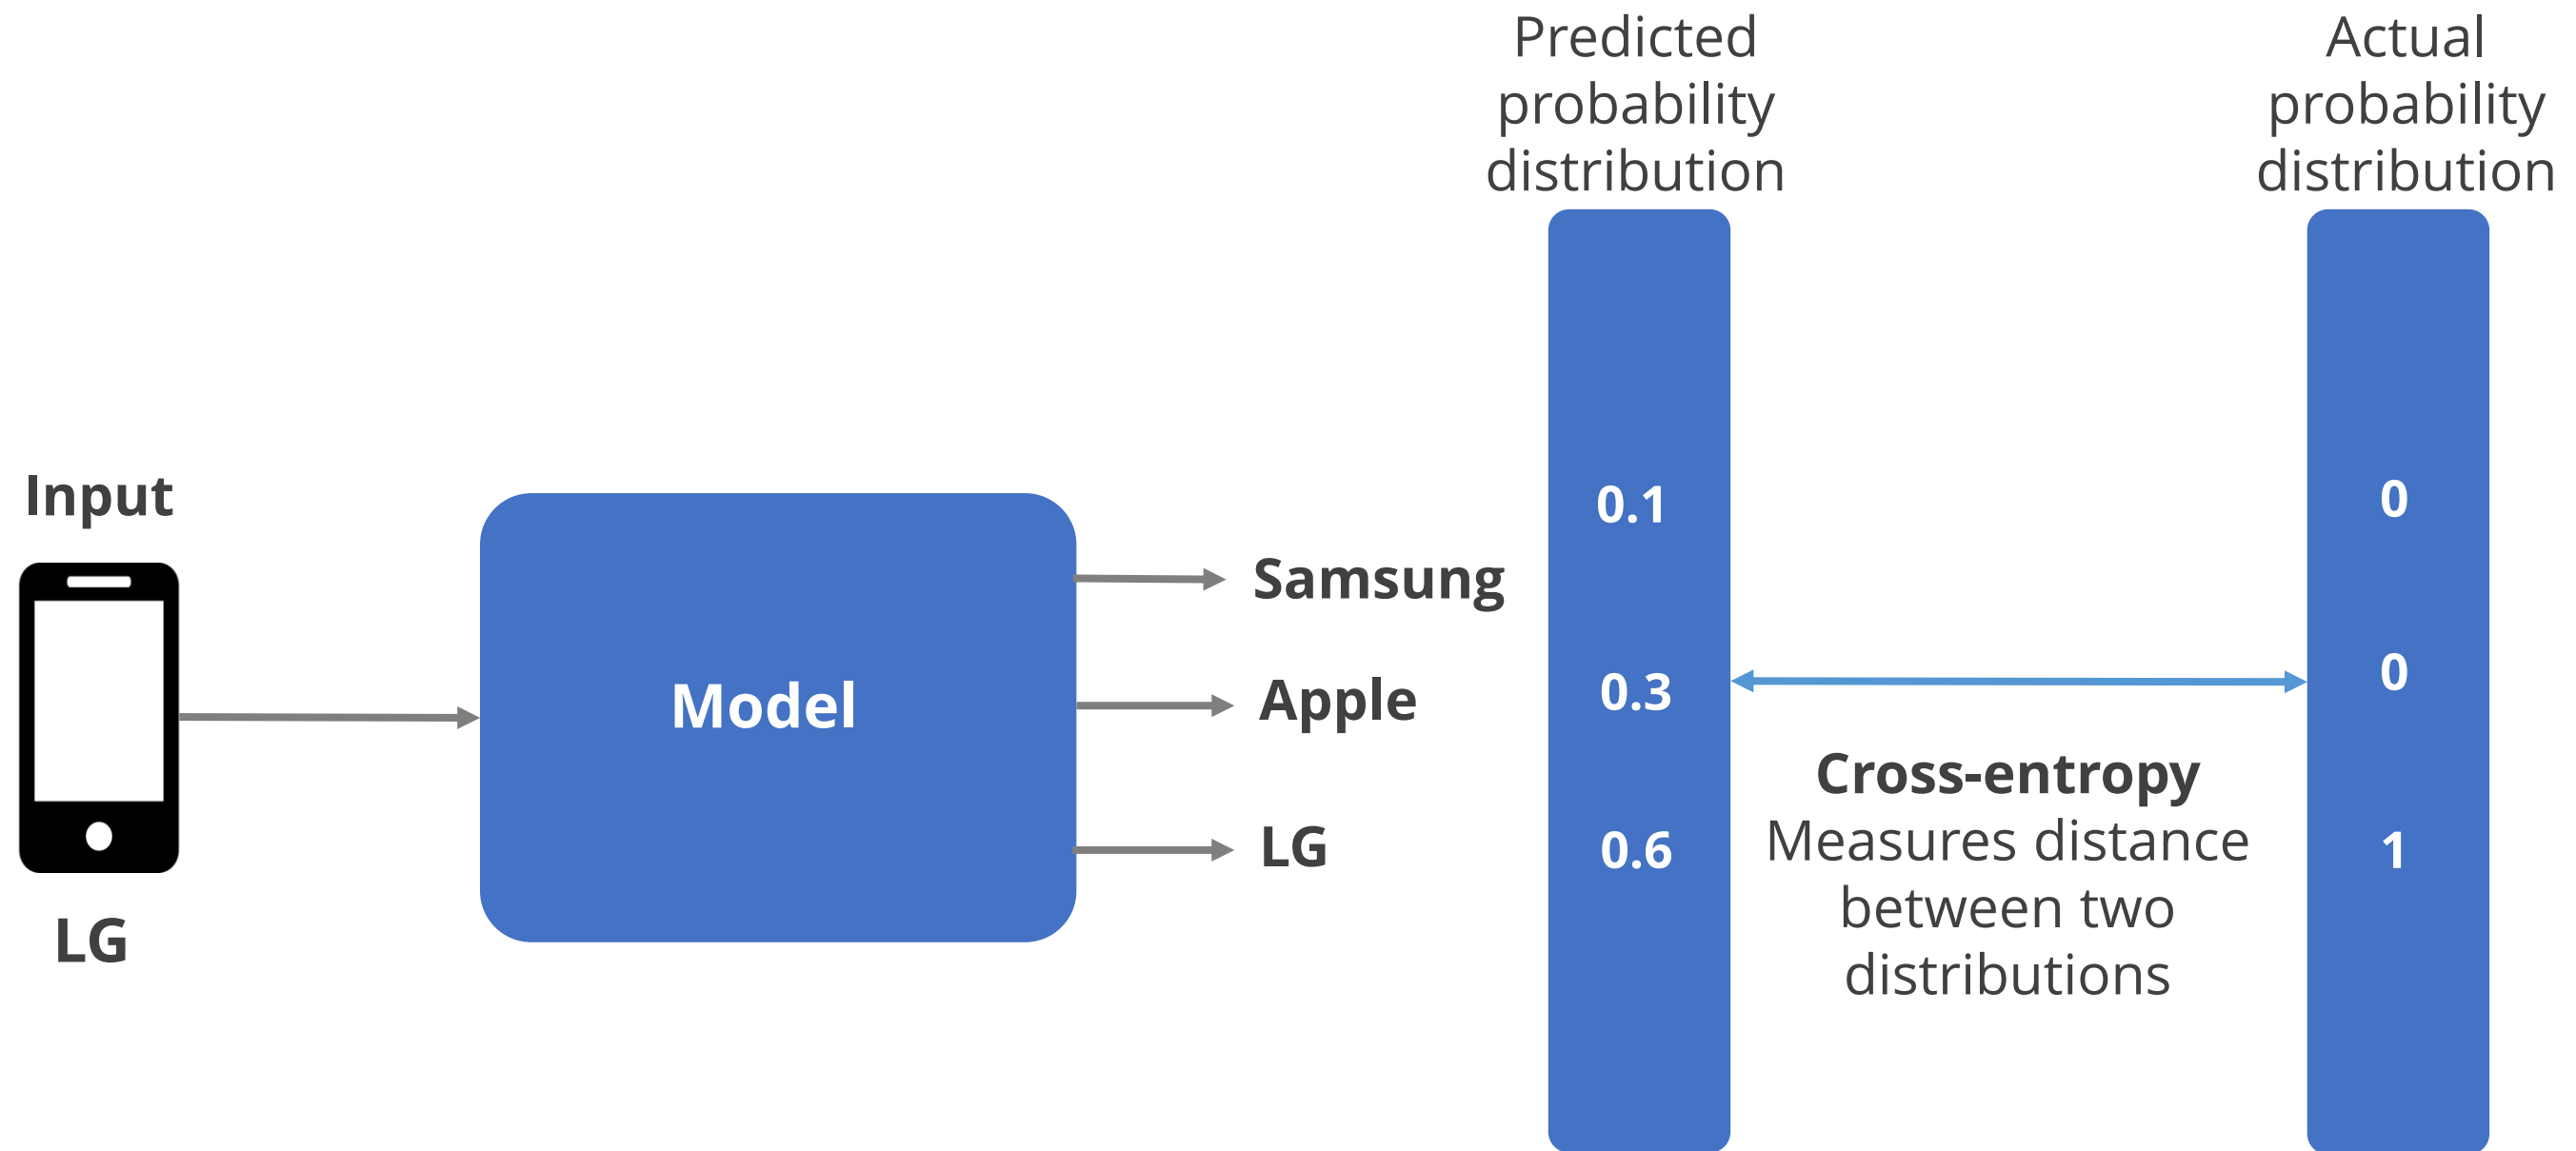 Predicted
probability
distribution
Actual
probability
distribution
Input
LG
Model
Samsung
Apple
LG
0.1
0.3
0.6
Cross-entropy
Measures distance
between two
distributions
0
0
1